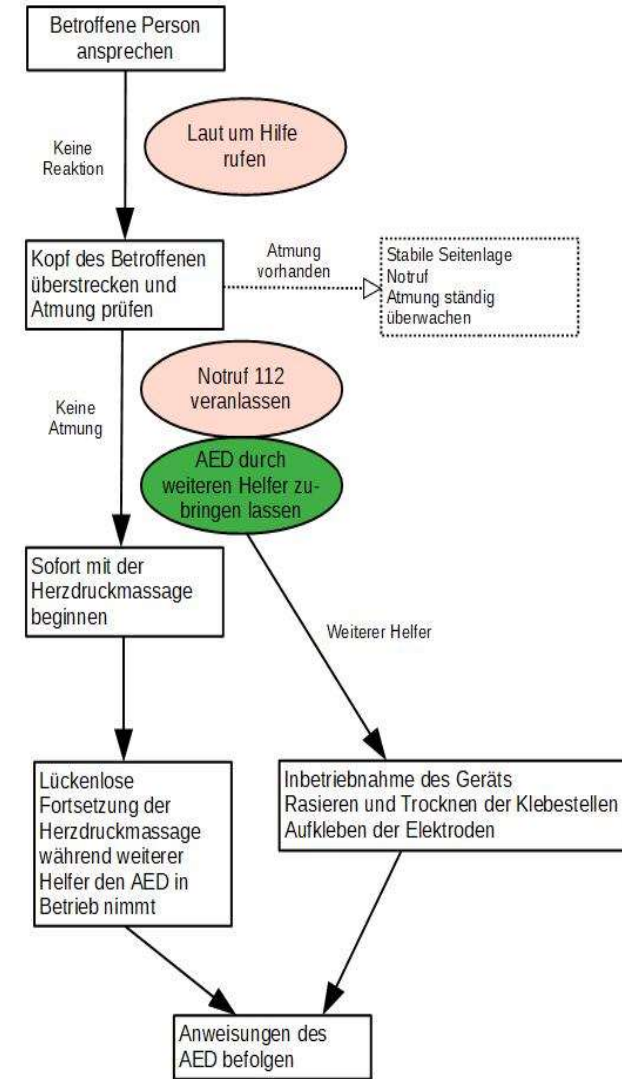 Betroffene Person
ansprechen
Laut um Hilfe
rufen
Keine
Reaktion
Kopf des Betroffenen
überstrecken und
Atmung prüfen
Atmung
vorhanden
Stabile Seitenlage
Notruf
Atmung ständig
überwachen
Notruf 112
veranlassen
Keine
Atmung
AED durch
weiteren Helfer zu-
bringen lassen
Sofort mit der
Herzdruckmassage
beginnen
Weiterer Helfer
Lückenlose
Fortsetzung der
Herzdruckmassage
während weiterer
Helfer den AED in
Betrieb nimmt
Inbetriebnahme des Geräts
Rasieren und Trocknen der Klebestellen
Aufkleben der Elektroden
Anweisungen des
AED befolgen